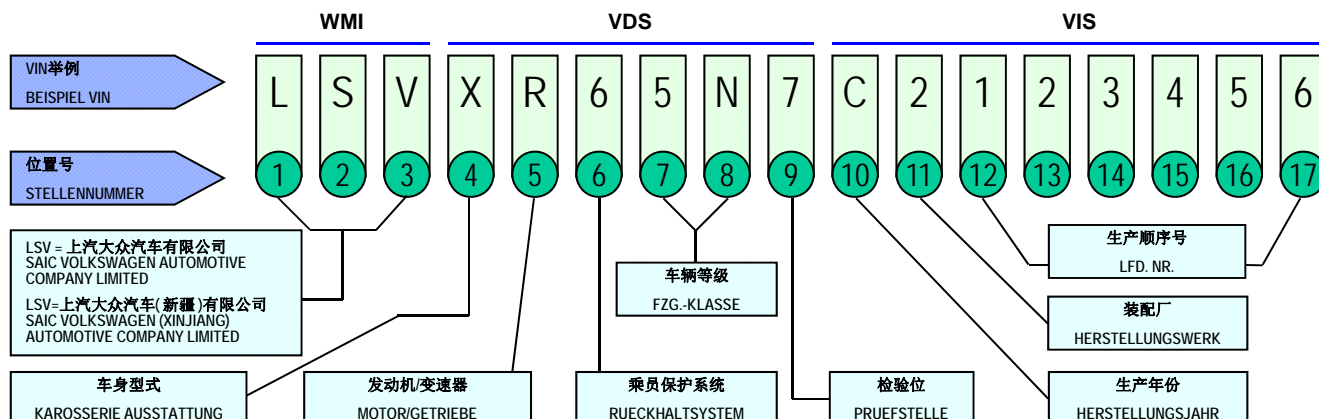 WMI VDS VIS
VIN举例
BEISPIEL VIN
L S V X R 6 5 N 7 C 2 1 2 3 4 5 6
位置号
STELLENNUMMER
1 2 3 4 5 6 7 8 9 10 11 12 13 14 15 16 17
LSV = 上汽大众汽车有限公司
SAIC VOLKSWAGEN AUTOMOTIVE
COMPANY LIMITED
LSV=上汽大众汽车(新疆)有限公司
SAIC VOLKSWAGEN (XINJIANG)
AUTOMOTIVE COMPANY LIMITED
车辆等级
FZG.-KLASSE
生产顺序号
LFD. NR.
装配厂
HERSTELLUNGSWERK
车身型式
KAROSSERIE AUSSTATTUNG
发动机/变速器
MOTOR/GETRIEBE
乘员保护系统
RUECKHALTSYSTEM
检验位
PRUEFSTELLE
生产年份
HERSTELLUNGSJAHR